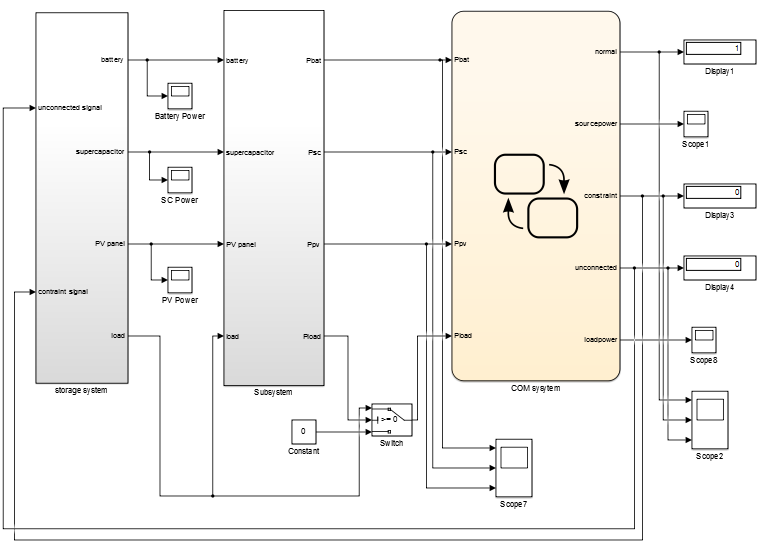 battery
unconnected signal
supercapacitor
PV panel
contraint signal
load
storage system
Battery Power
SC Power
PV Power
battery
Pbat
supercapacitor
Psc
PV panel
Ppv
load
Pload
Subsystem
0
Constant
>= 0
Switch
Pbat
normal
sourcepower
Psc
constraint
Ppv
unconnected
Pload
loadpower
COM sysytem
Scope7
1
Display1
Scope1
0
Display3
0
Display4
Scope8
Scope2